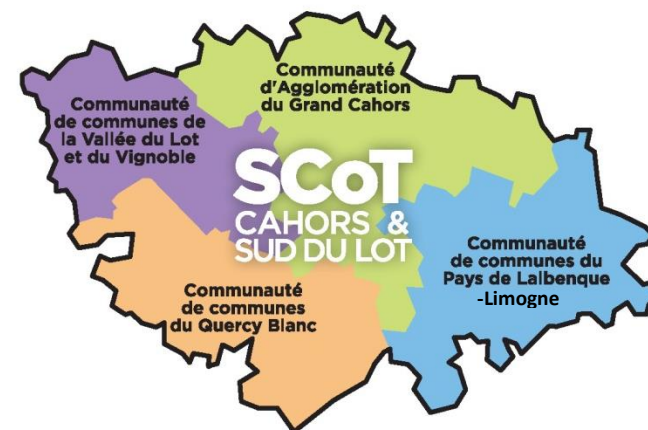 Communauté
d'Agglomération
du Grand Cahors
Communauté
de communes de
la Vallée du Lot
et du Vignoble
SCoT
CAHORS &
SUD DU LOT
Communauté
de communes du
Pays de Lalbenque
-Limogne
Communauté
de communes
du Quercy Blanc